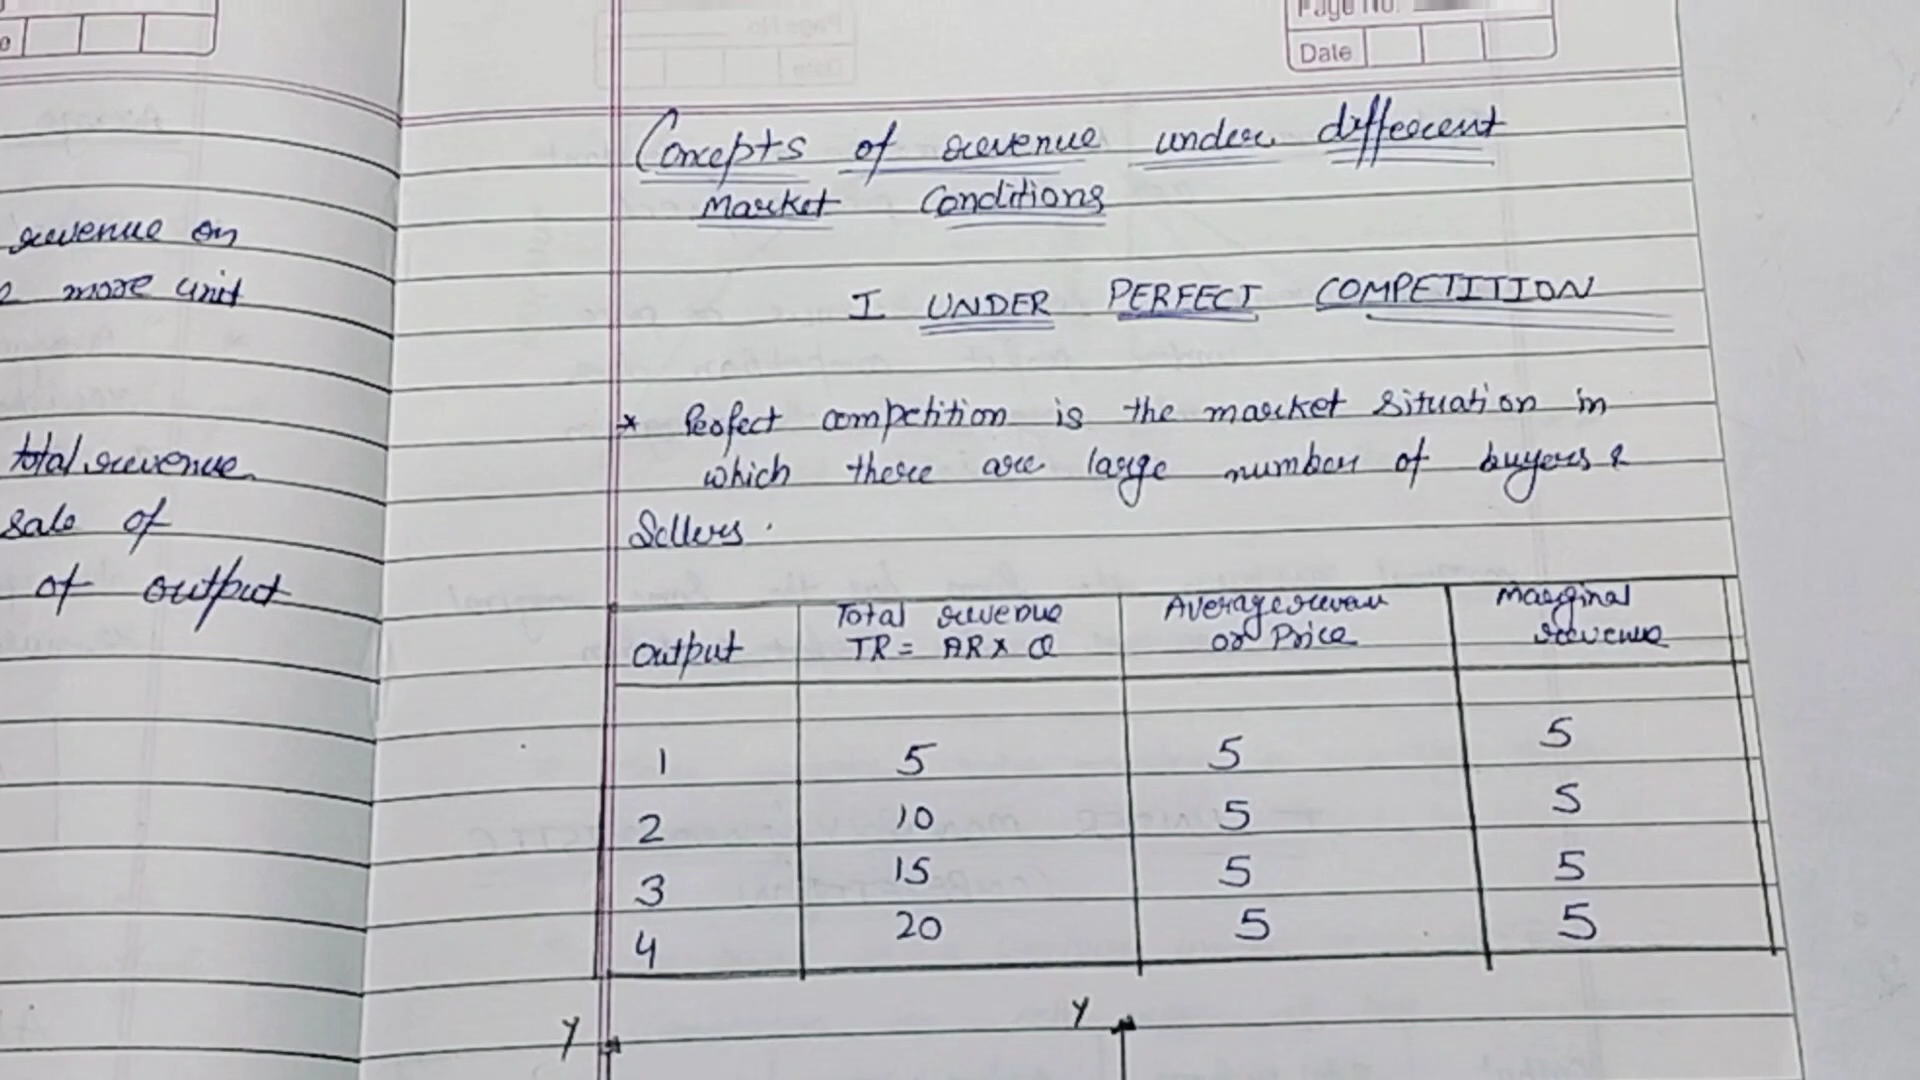 revenue on
more unit
total revenue
sale of
of output
Page No.
Date
Concepts of revenue under different
Market Conditions
I UNDER PERFECT COMPETITION
* Perfect competition is the market situation in
which there are large number of buyers &
Sellers.
Output | Total revenue TR = AR x Q | Average revenue or Price | Marginal revenue
1 5 5 5
2 10 5 5
3 15 5 5
4 20 5 5
Y Y